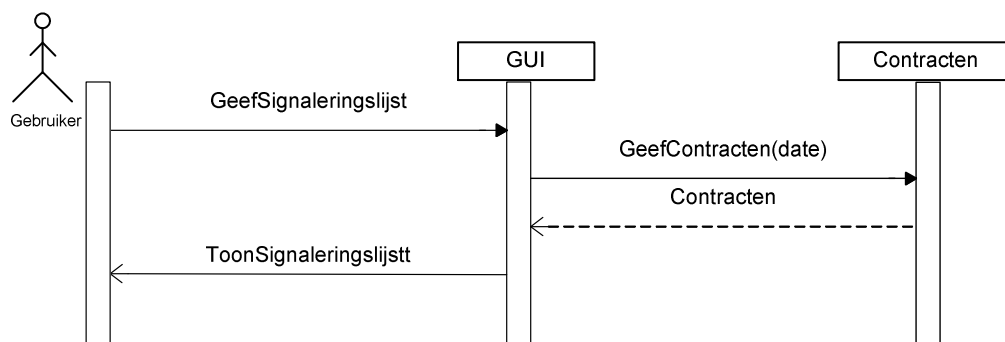 GUI
Contracten
Gebruiker
GeefSignaleringslijst
GeefContracten(date)
Contracten
ToonSignaleringslijstt